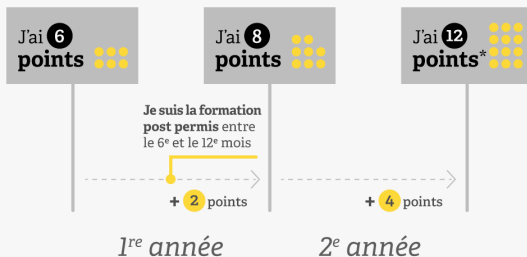 J'ai 6
points
J'ai 8
points
J'ai 12
points*
Je suis la formation
post permis entre
le 6e et le 12e mois
+ 2 points
+ 4 points
1re année
2e année